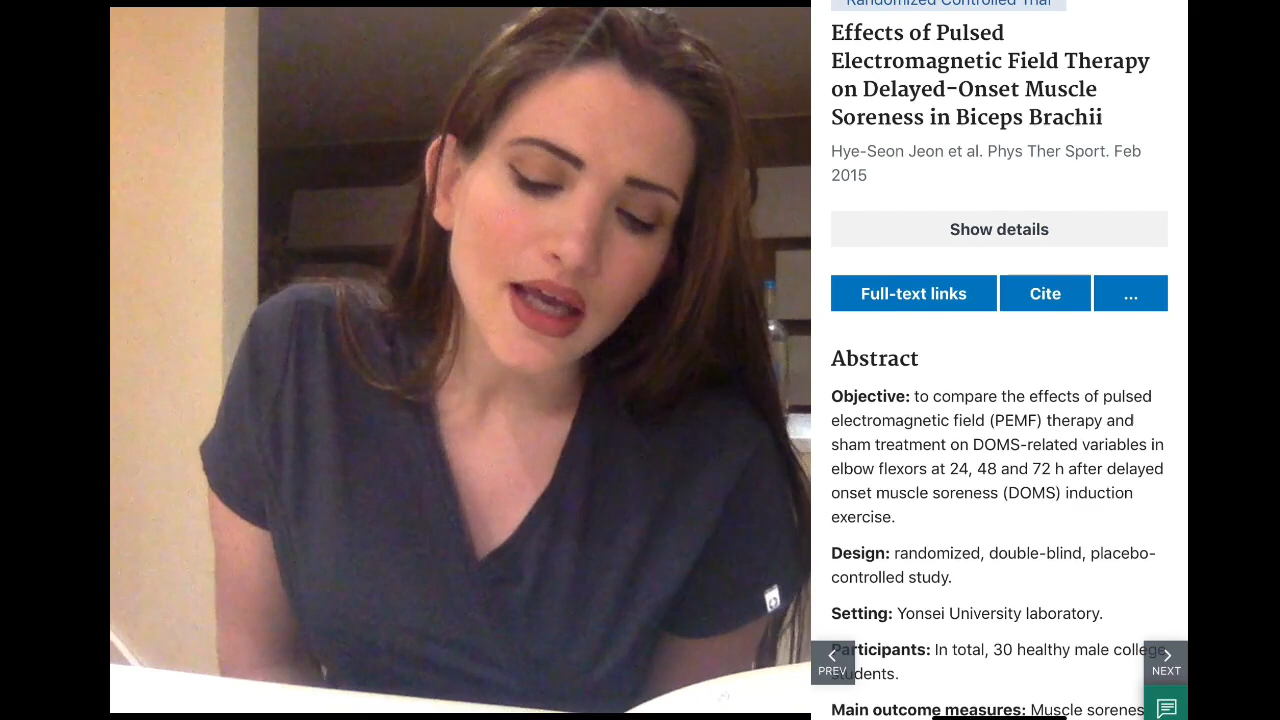 Randomized Controlled Trial
Effects of Pulsed
Electromagnetic Field Therapy
on Delayed-Onset Muscle
Soreness in Biceps Brachii
Hye-Seon Jeon et al. Phys Ther Sport. Feb
2015
Show details
Full-text links
Cite
...
Abstract
Objective: to compare the effects of pulsed
electromagnetic field (PEMF) therapy and
sham treatment on DOMS-related variables in
elbow flexors at 24, 48 and 72 h after delayed
onset muscle soreness (DOMS) induction
exercise.
Design: randomized, double-blind, placebo-
controlled study.
Setting: Yonsei University laboratory.
Participants: In total, 30 healthy male college
students.
PREV
NEXT
Main outcome measures: Muscle sorenes